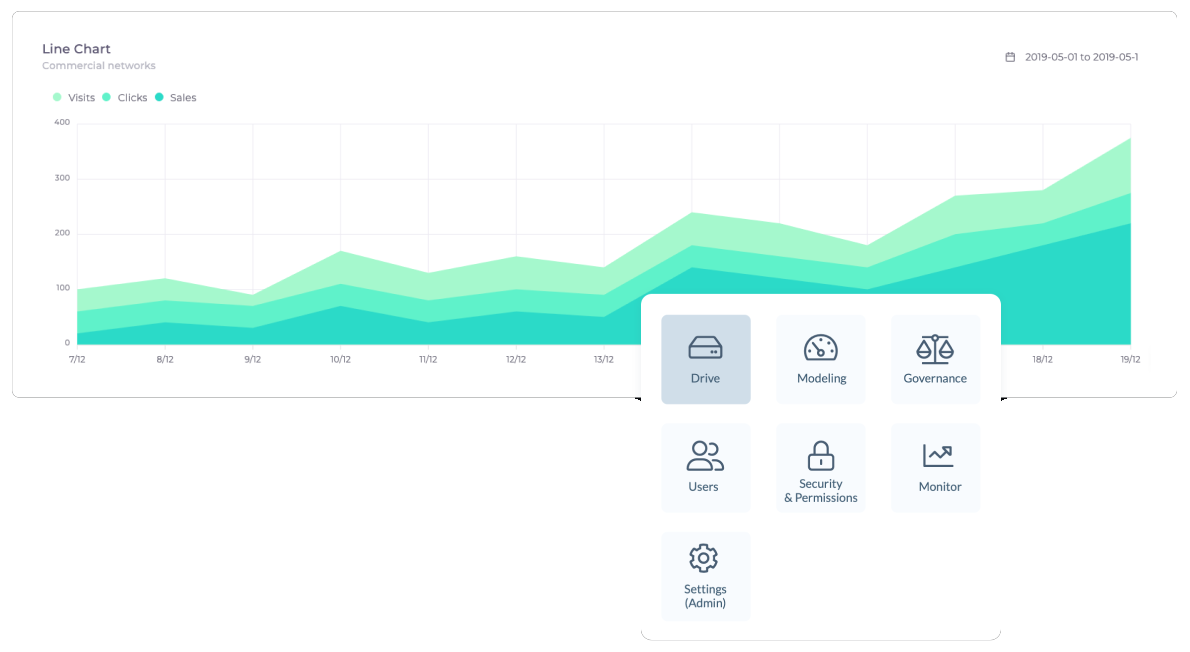 Line Chart
Commercial networks
2019-05-01 to 2019-05-1
Visits Clicks Sales
400
300
200
100
0
7/12 8/12 9/12 10/12 11/12 12/12 13/12 18/12 19/12
Drive Modeling Governance
Users Security & Permissions Monitor
Settings
(Admin)